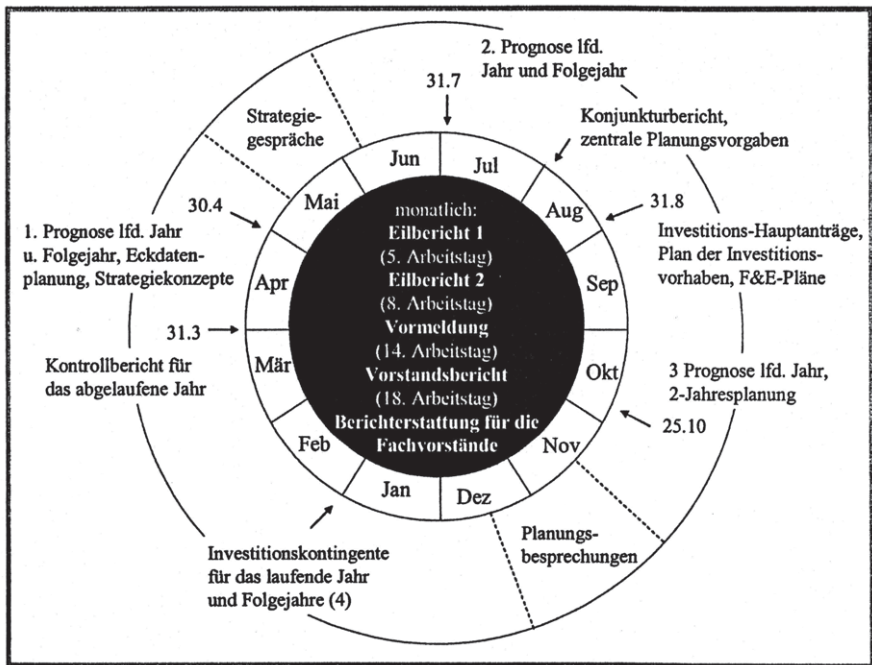 2. Prognose lfd.
Jahr und Folgejahr
31.7
Strategie-
gespräche
Konjunkturbericht,
zentrale Planungsvorgaben
Jun
Jul
Mai
Aug
30.4
31.8
1. Prognose lfd. Jahr
u. Folgejahr, Eckdaten-
planung, Strategiekonzepte
Investitions-Hauptanträge,
Plan der Investitions-
vorhaben, F&E-Pläne
Apr
Sep
monatlich:
Eilbericht 1
(5. Arbeitstag)
Eilbericht 2
(8. Arbeitstag)
Vormeldung
(14. Arbeitstag)
Vorstandsbericht
(18. Arbeitstag)
Berichterstattung für die
Fachvorstände
31.3
Kontrollbericht für
das abgelaufene Jahr
Mär
Okt
3 Prognose lfd. Jahr,
2-Jahresplanung
25.10
Feb
Nov
Jan
Dez
Investitionskontingente
für das laufende Jahr
und Folgejahre (4)
Planungs-
besprechungen